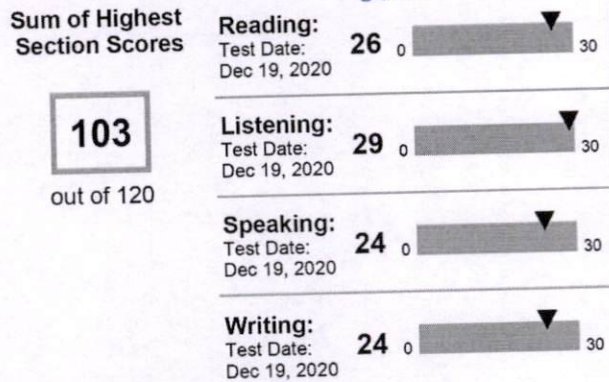 Sum of Highest
Section Scores
103
out of 120
Reading:
Test Date:
Dec 19, 2020
26
0
30
Listening:
Test Date:
Dec 19, 2020
29
0
30
Speaking:
Test Date:
Dec 19, 2020
24
0
30
Writing:
Test Date:
Dec 19, 2020
24
0
30